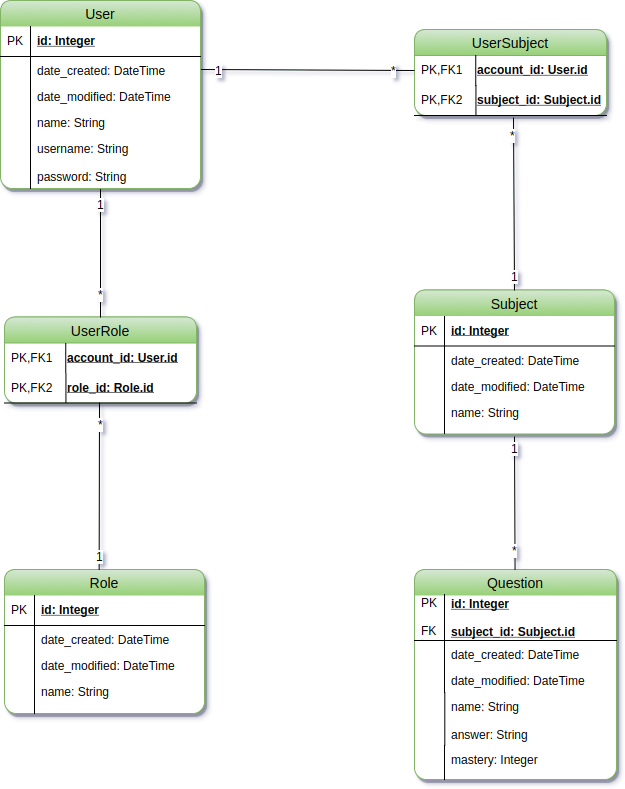 User
PK id: Integer
date_created: DateTime
date_modified: DateTime
name: String
username: String
password: String
1 *
UserSubject
PK,FK1 account_id: User.id
PK,FK2 subject_id: Subject.id
1
*
*
1
UserRole
PK,FK1 account_id: User.id
PK,FK2 role_id: Role.id
Subject
PK id: Integer
date_created: DateTime
date_modified: DateTime
name: String
*
1
1
*
Role
PK id: Integer
date_created: DateTime
date_modified: DateTime
name: String
Question
PK id: Integer
FK subject_id: Subject.id
date_created: DateTime
date_modified: DateTime
name: String
answer: String
mastery: Integer